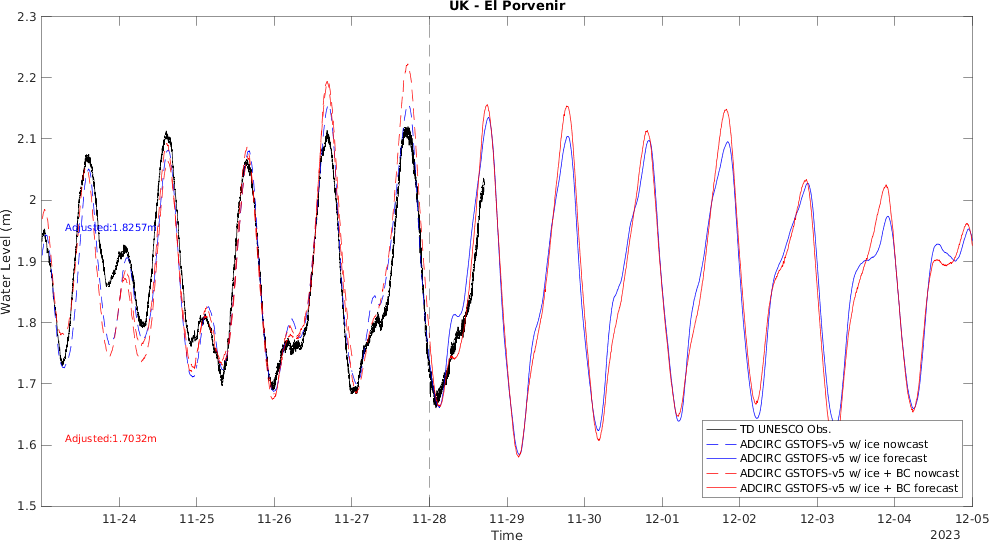 UK - El Porvenir
2.3
2.2
2.1
2
1.9
1.8
1.7
1.6
1.5
Water Level (m)
Adjusted:1.8257m
Adjusted:1.7032m
TD UNESCO Obs.
ADCIRC GSTOFS-v5 w/ ice nowcast
ADCIRC GSTOFS-v5 w/ ice forecast
ADCIRC GSTOFS-v5 w/ ice + BC nowcast
ADCIRC GSTOFS-v5 w/ ice + BC forecast
11-24 11-25 11-26 11-27 11-28 11-29 11-30 12-01 12-02 12-03 12-04 12-05
Time
2023